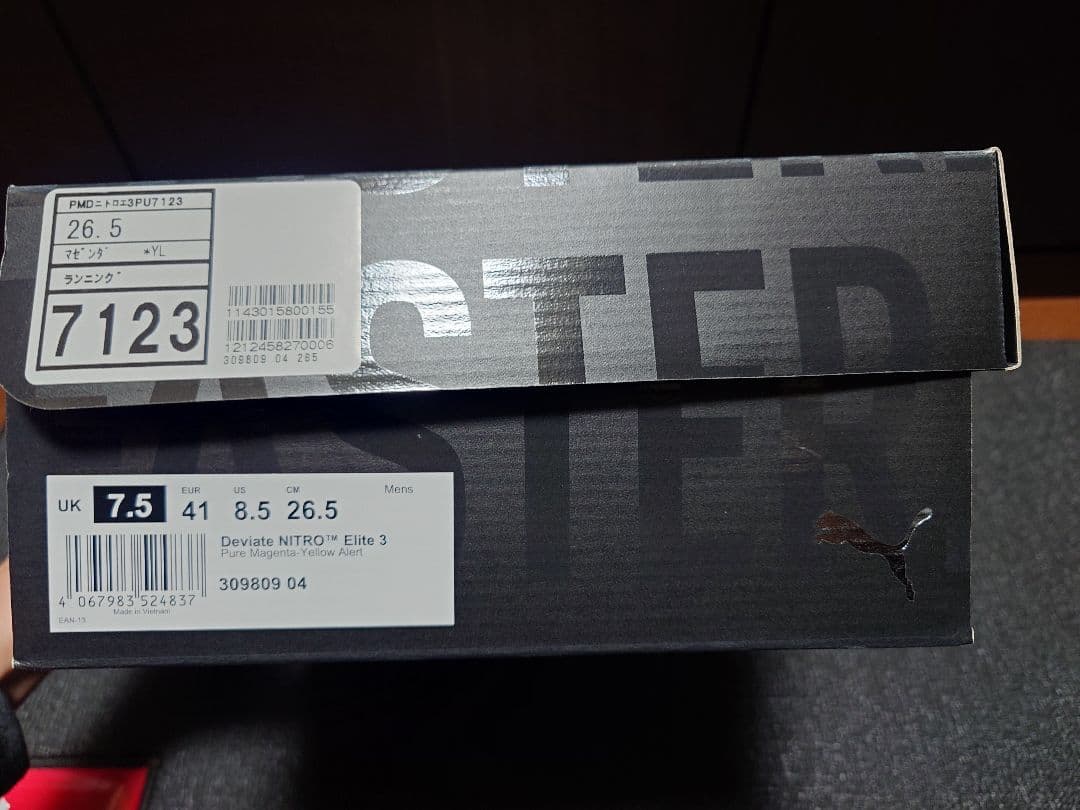 PMDニトロエ3PU7123
26.5
マゼンダ *YL
ランニング
7123
1143015800155
1212458270006
309809 04 265
FASTER
UK 7.5 EUR 41 US 8.5 CM 26.5 Mens
Deviate NITRO™ Elite 3
Pure Magenta-Yellow Alert
309809 04
4 067983 524837
Made in Vietnam
EAN-13